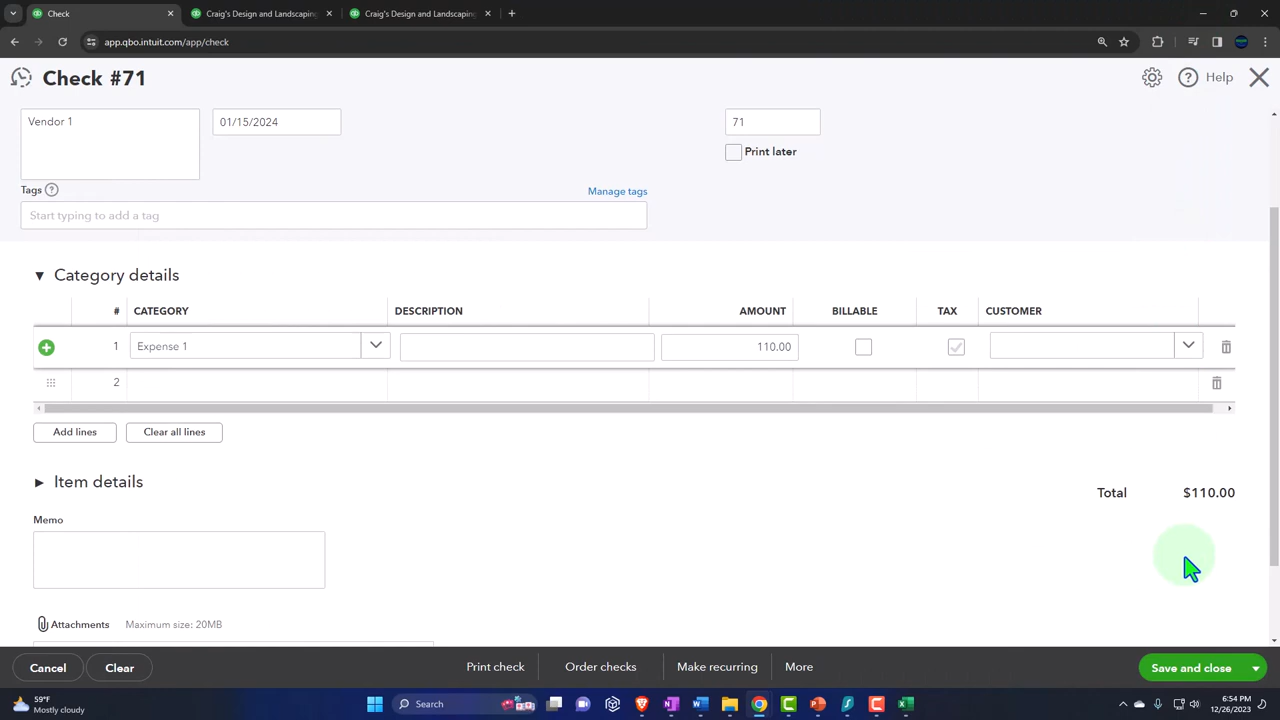 Check
Craig's Design and Landscaping
Craig's Design and Landscaping
app.qbo.intuit.com/app/check
Check #71
Help
Vendor 1
01/15/2024
71
Print later
Tags
Manage tags
Start typing to add a tag
Category details
# CATEGORY DESCRIPTION AMOUNT BILLABLE TAX CUSTOMER
1 Expense 1 110.00
2
Add lines
Clear all lines
Item details
Total $110.00
Memo
Attachments Maximum size: 20MB
Cancel
Clear
Print check
Order checks
Make recurring
More
Save and close
59°F
Mostly cloudy
Search
6:54 PM
12/26/2023